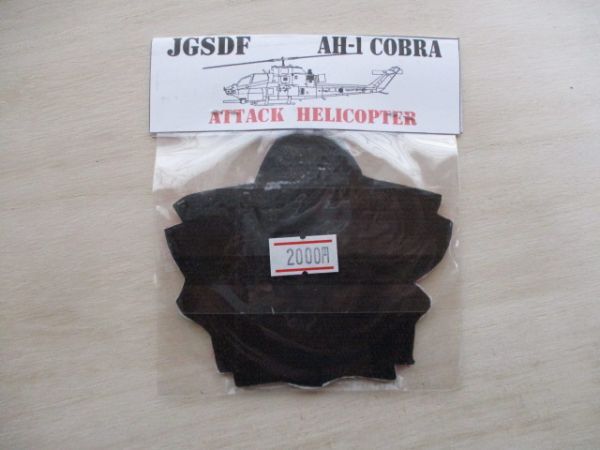 JGSDF AH-1 COBRA
ATTACK HELICOPTER
2000円